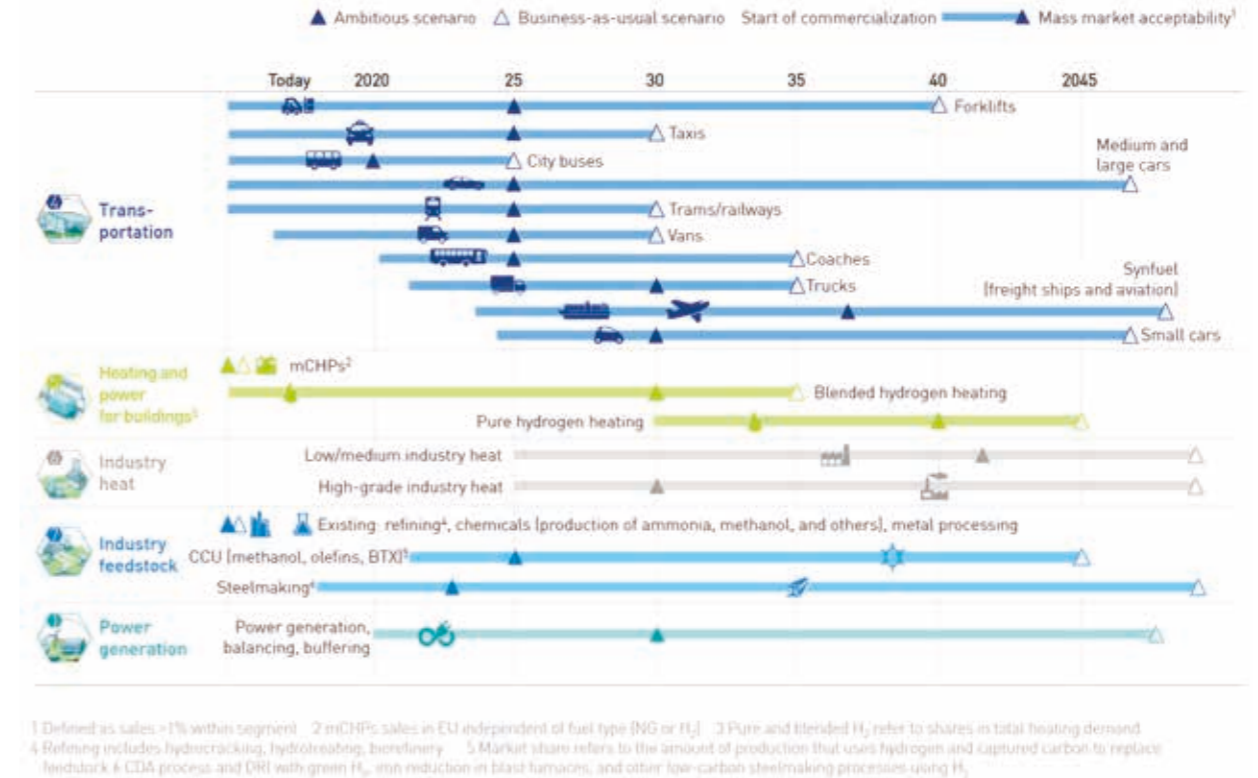 Ambitious scenario Business-as-usual scenario Start of commercialization Mass market acceptability¹
Today 2020 25 30 35 40 2045
Forklifts
Taxis
City buses
Medium and
large cars
Trans-
portation
Trams/railways
Vans
Coaches
Trucks
Synfuel
(freight ships and aviation)
Small cars
Heating and
power
for buildings³
mCHPs²
Blended hydrogen heating
Pure hydrogen heating
Industry
heat
Low/medium industry heat
High-grade industry heat
Industry
feedstock
Existing: refining⁴, chemicals (production of ammonia, methanol, and others), metal processing
CCU (methanol, olefins, BTX)⁵
Steelmaking⁶
Power
generation
Power generation,
balancing, buffering
1 Defined as sales >1% within segment 2 mCHPs sales in EU independent of fuel type (NG or H₂) 3 Pure and blended H₂ refer to shares in total heating demand
4 Refining includes hydrocracking, hydrotreating, biorefinery 5 Market share refers to the amount of production that uses hydrogen and captured carbon to replace
feedstock 6 CDA process and DRI with green H₂, iron reduction in blast furnaces, and other low-carbon steelmaking processes using H₂